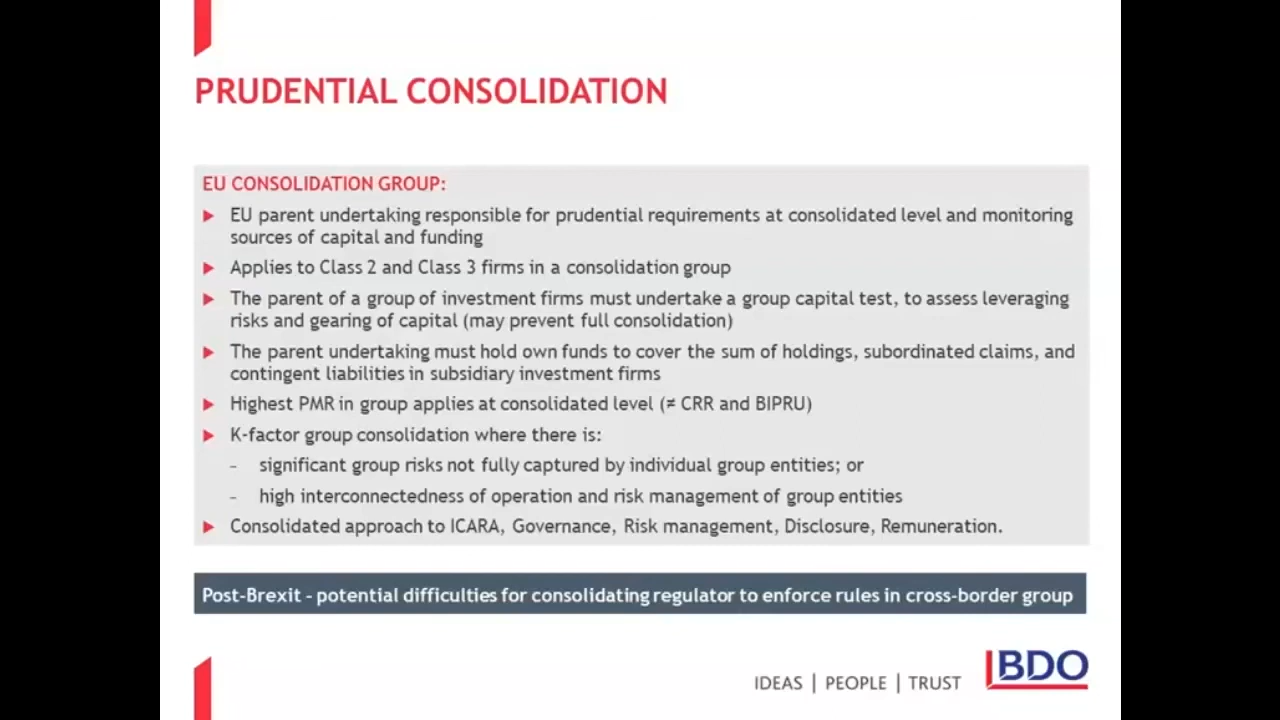 PRUDENTIAL CONSOLIDATION
EU CONSOLIDATION GROUP:
EU parent undertaking responsible for prudential requirements at consolidated level and monitoring
sources of capital and funding
Applies to Class 2 and Class 3 firms in a consolidation group
The parent of a group of investment firms must undertake a group capital test, to assess leveraging
risks and gearing of capital (may prevent full consolidation)
The parent undertaking must hold own funds to cover the sum of holdings, subordinated claims, and
contingent liabilities in subsidiary investment firms
Highest PMR in group applies at consolidated level (≠ CRR and BIPRU)
K-factor group consolidation where there is:
- significant group risks not fully captured by individual group entities; or
- high interconnectedness of operation and risk management of group entities
Consolidated approach to ICARA, Governance, Risk management, Disclosure, Remuneration.
Post-Brexit - potential difficulties for consolidating regulator to enforce rules in cross-border group
IDEAS | PEOPLE | TRUST
BDO